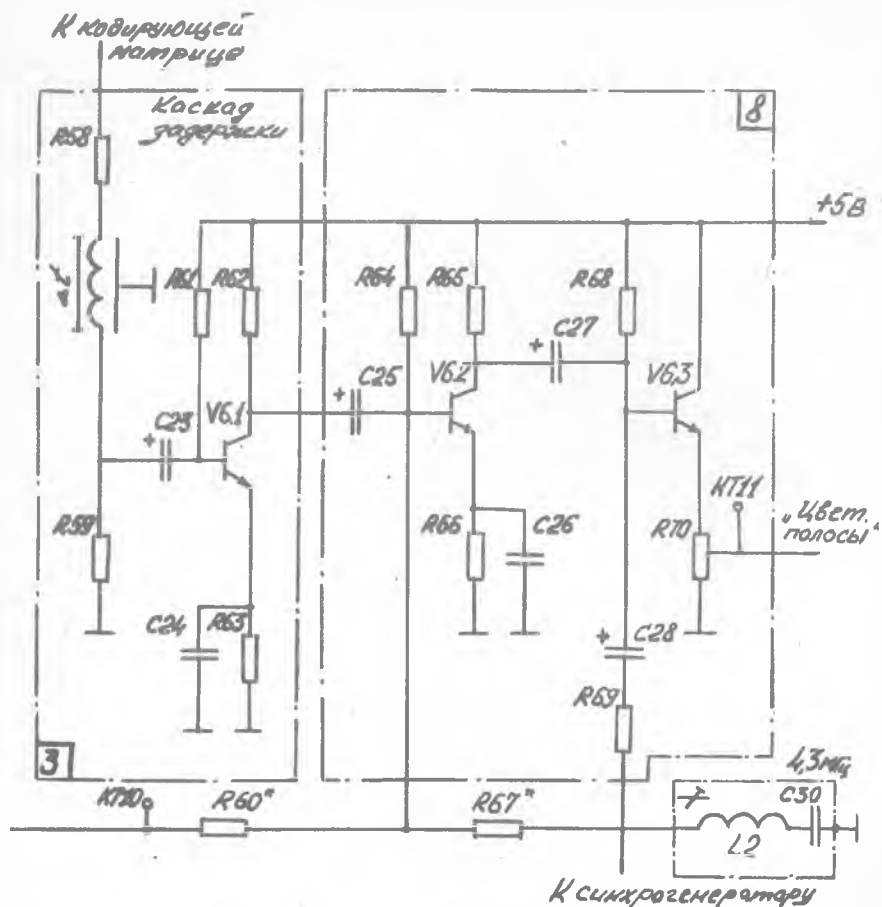 К кодирующей
матрице
Каскад
задержки
8
R58
+5В
Δτ
R61
R62
R64
R65
R68
C27
+
C25
+
V6.2
V6.3
C23
+
V6.1
КТ11
„Цвет.
полосы"
R59
R66
C26
R70
C24
R63
C28
+
R69
3
4,3мГц
КТ10
R60*
R67*
C30
L2
К синхрогенератору